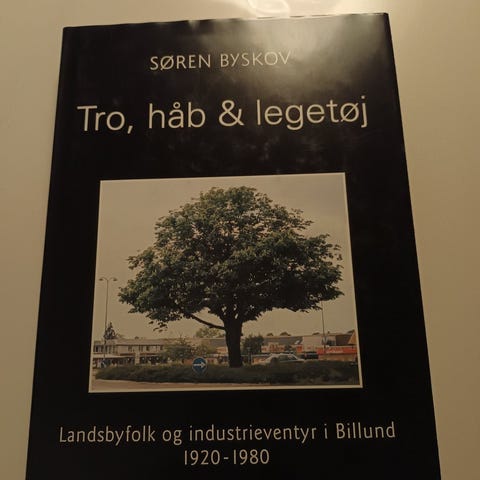 SØREN BYSKOV
Tro, håb & legetøj
Landsbyfolk og industrieventyr i Billund
1920-1980